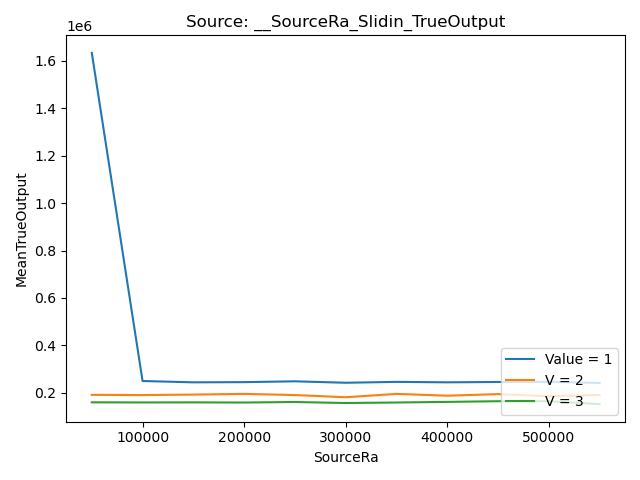 Source: __SourceRa_Slidin_TrueOutput
1e6
1.6
1.4
1.2
1.0
0.8
0.6
0.4
0.2
MeanTrueOutput
Value = 1
V = 2
V = 3
100000
200000
300000
400000
500000
SourceRa